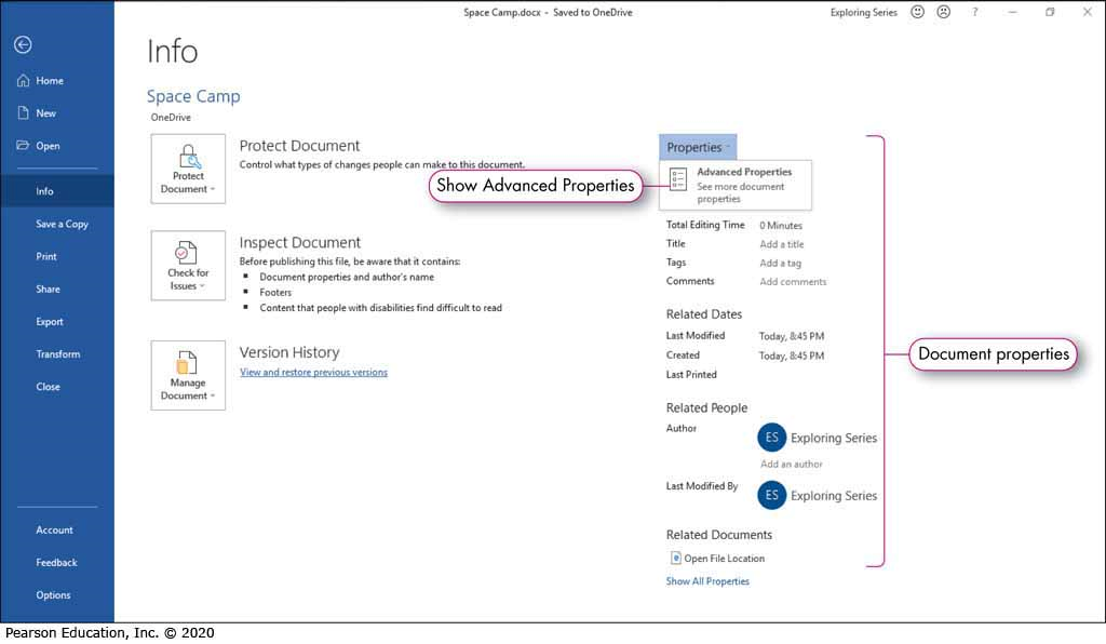 Space Camp.docx - Saved to OneDrive
Exploring Series
?
Info
Home
New
Open
Info
Save a Copy
Print
Share
Export
Transform
Close
Account
Feedback
Options
Space Camp
OneDrive
Protect
Document
Protect Document
Control what types of changes people can make to this document.
Check for
Issues
Inspect Document
Before publishing this file, be aware that it contains:
Document properties and author's name
Footers
Content that people with disabilities find difficult to read
Manage
Document
Version History
View and restore previous versions
Show Advanced Properties
Properties
Advanced Properties
See more document
properties
Total Editing Time 0 Minutes
Title Add a title
Tags Add a tag
Comments Add comments
Related Dates
Last Modified Today, 8:45 PM
Created Today, 8:45 PM
Last Printed
Related People
Author
ES Exploring Series
Add an author
Last Modified By
ES Exploring Series
Related Documents
Open File Location
Show All Properties
Document properties
Pearson Education, Inc. © 2020